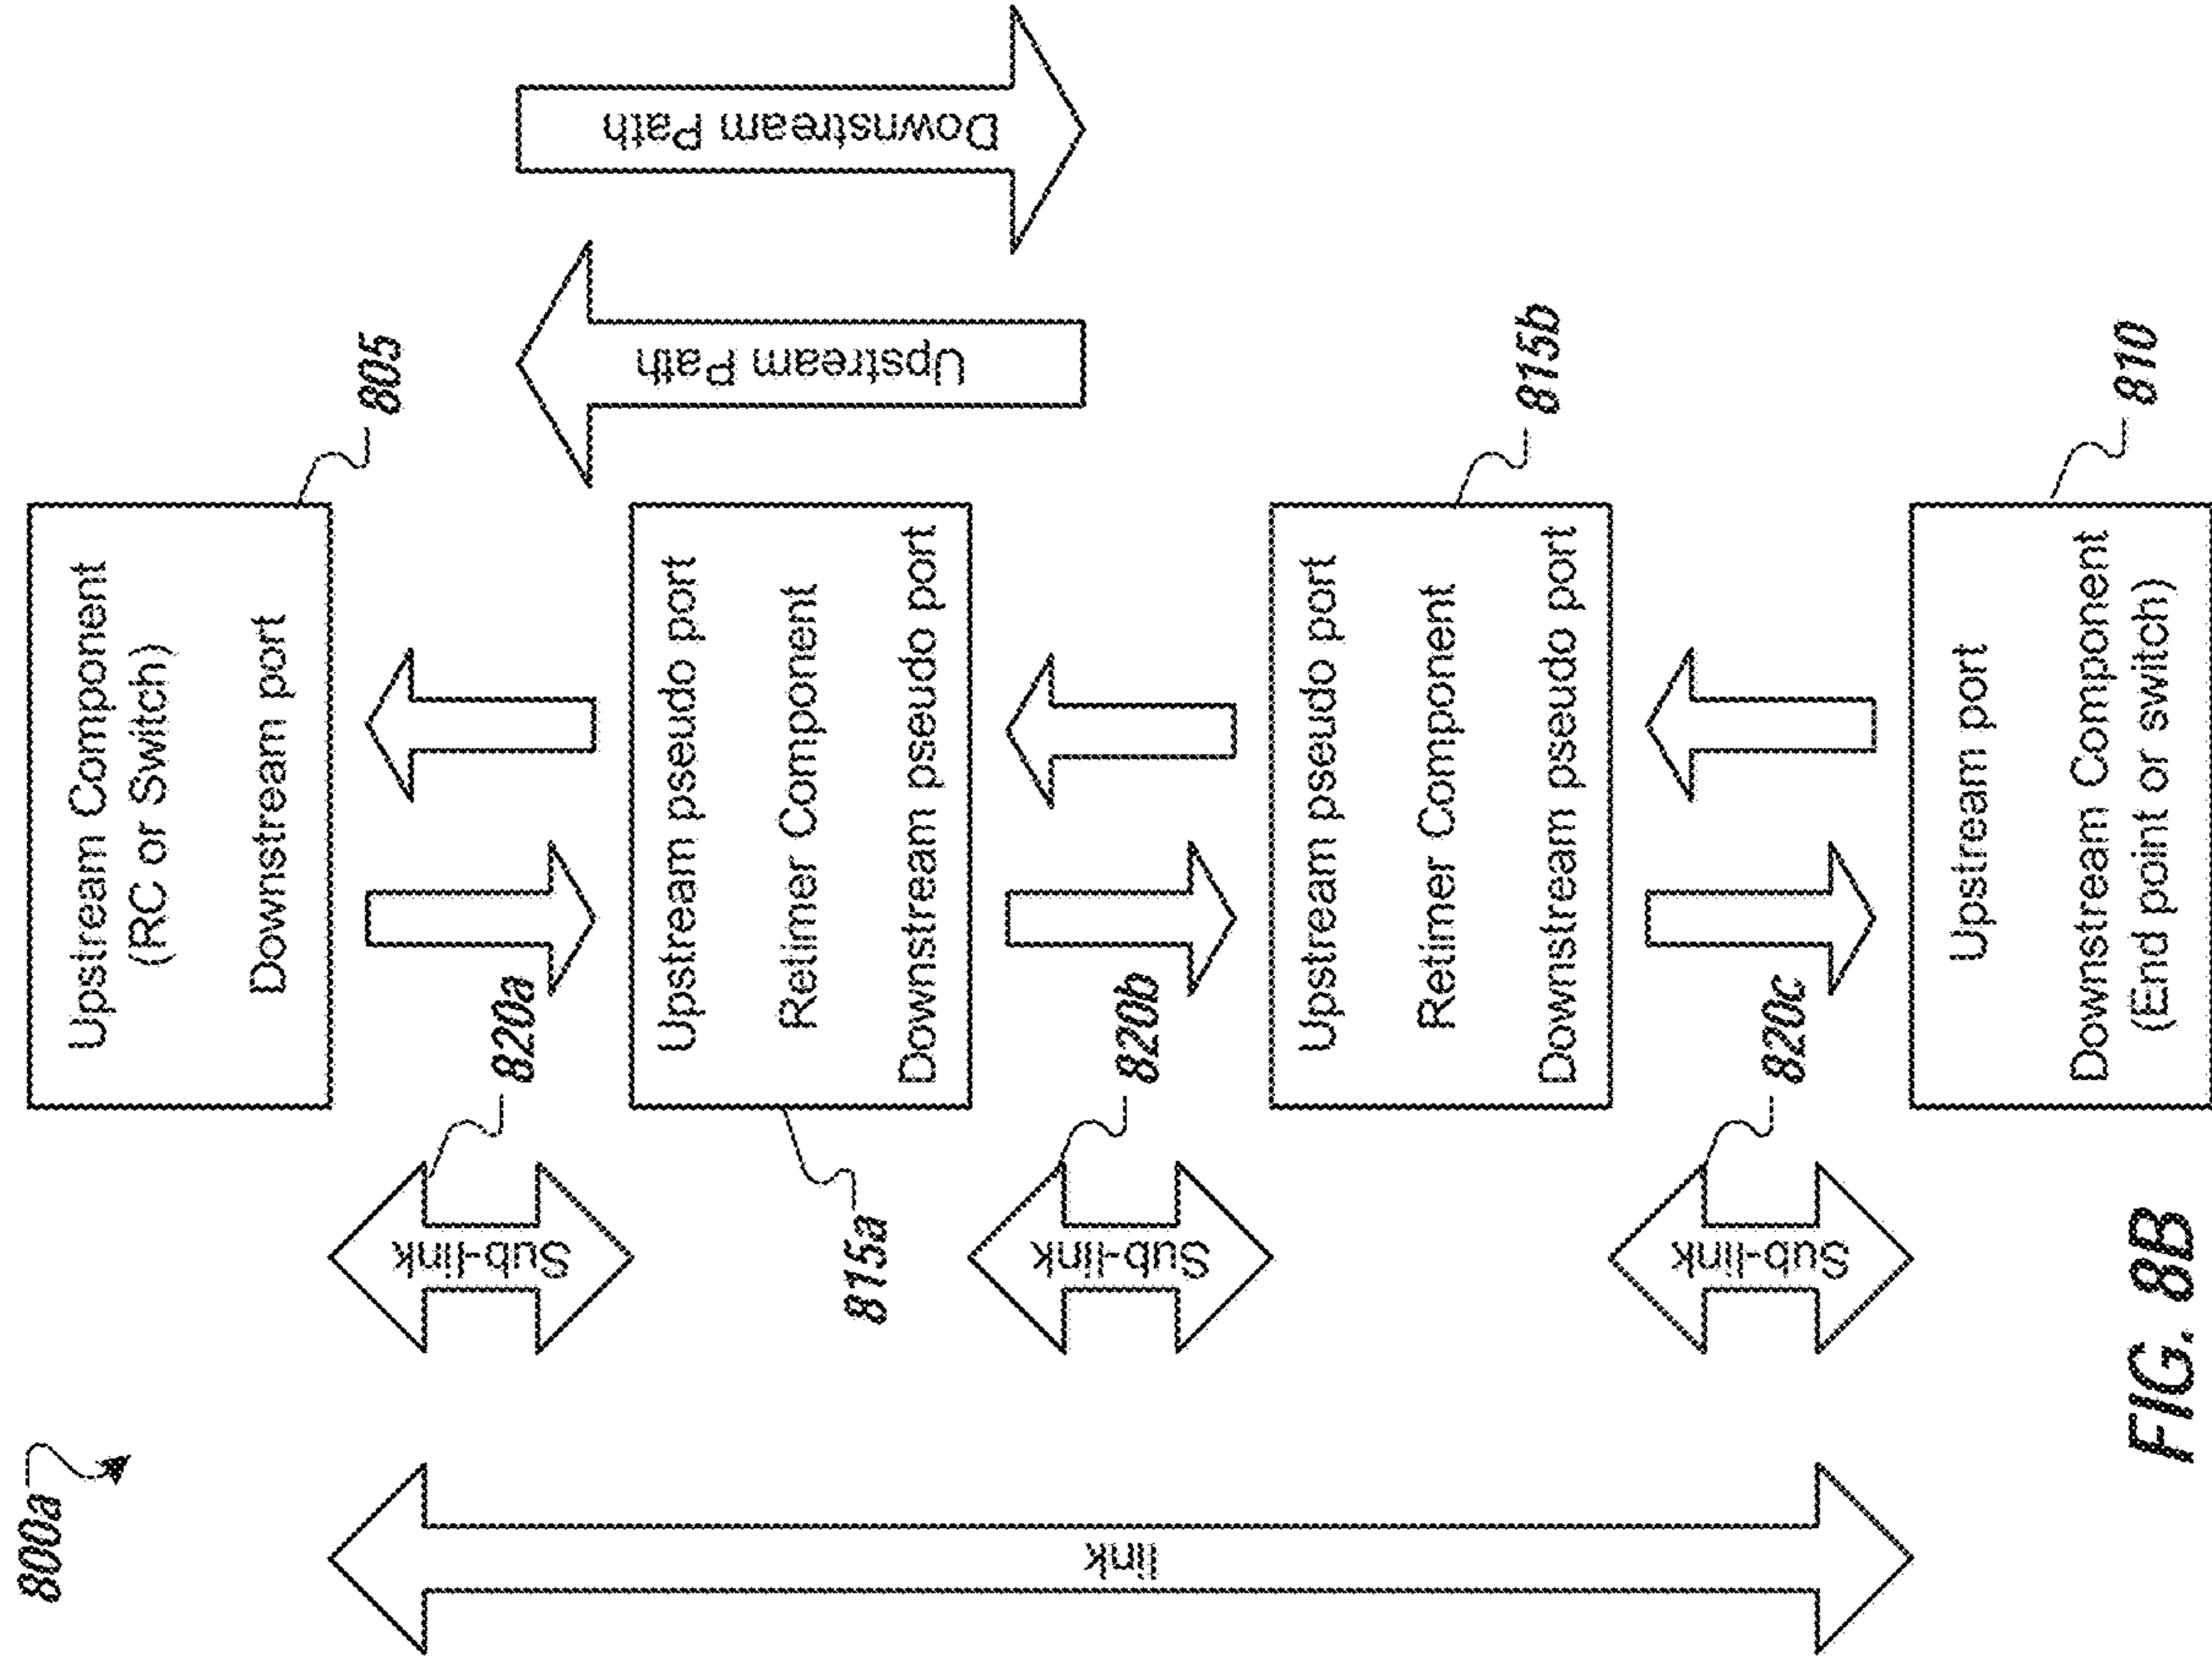 800a
Upstream Component
(RC or Switch)
Downstream port
805
820a
Sub-link
Upstream Path
Downstream Path
Upstream pseudo port
Retimer Component
Downstream pseudo port
815a
820b
Sub-link
link
Upstream pseudo port
Retimer Component
Downstream pseudo port
815b
820c
Sub-link
Upstream port
Downstream Component
(End point or switch)
810
FIG. 8B